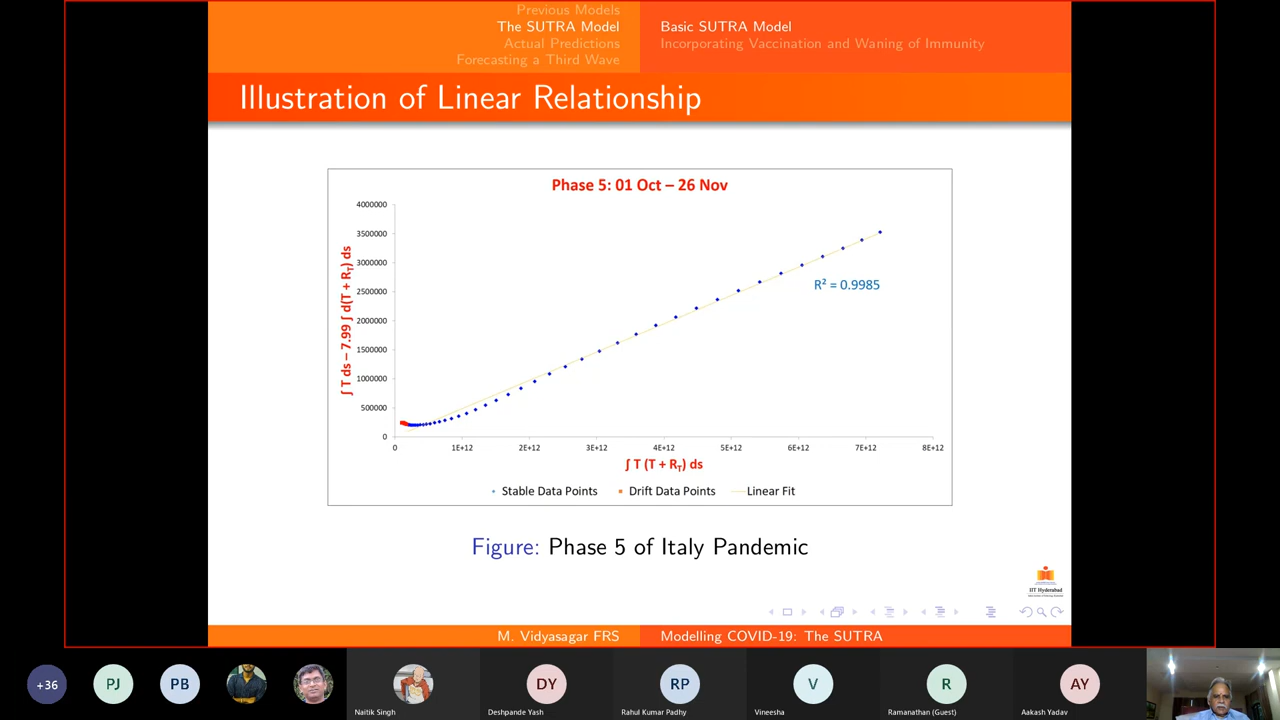 Previous Models
The SUTRA Model
Actual Predictions
Forecasting a Third Wave
Basic SUTRA Model
Incorporating Vaccination and Waning of Immunity
Illustration of Linear Relationship
Phase 5: 01 Oct – 26 Nov
4000000
3500000
3000000
2500000
2000000
1500000
1000000
500000
0
∫ T ds – 7.99 ∫ d(T + R_T) ds
R² = 0.9985
0 1E+12 2E+12 3E+12 4E+12 5E+12 6E+12 7E+12 8E+12
∫ T (T + R_T) ds
Stable Data Points Drift Data Points Linear Fit
Figure: Phase 5 of Italy Pandemic
IIT Hyderabad
M. Vidyasagar FRS
Modelling COVID-19: The SUTRA
+36 PJ PB DY RP V R AY
Naitik Singh Deshpande Yash Rahul Kumar Padhy Vineesha Ramanathan (Guest) Aakash Yadav